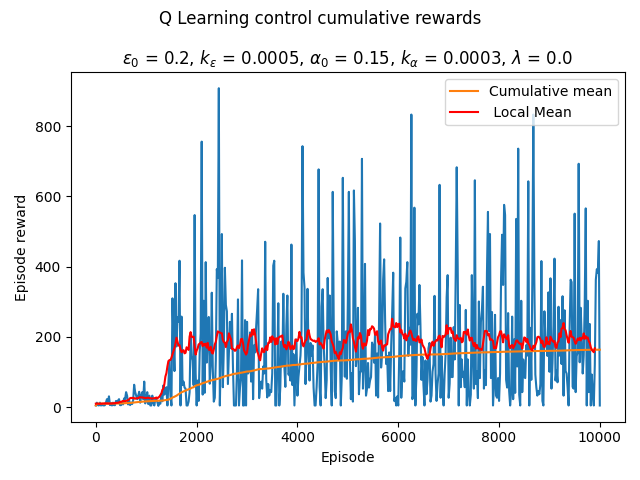 Q Learning control cumulative rewards
ε₀ = 0.2, kε = 0.0005, α₀ = 0.15, kα = 0.0003, λ = 0.0
Cumulative mean
Local Mean
Episode reward
800
600
400
200
0
0 2000 4000 6000 8000 10000
Episode